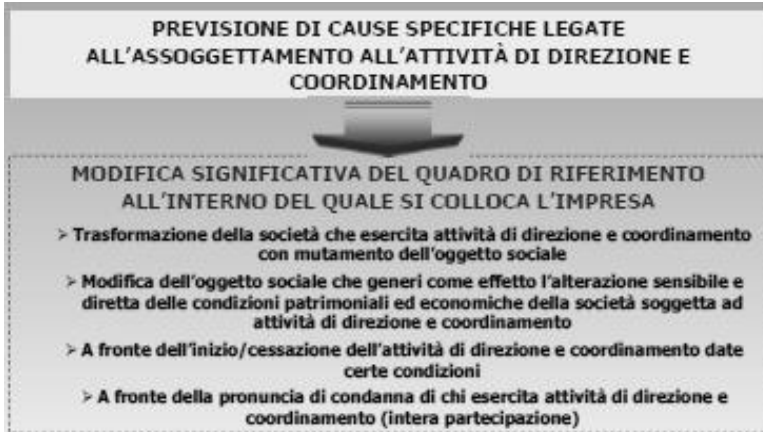 PREVISIONE DI CAUSE SPECIFICHE LEGATE
ALL'ASSOGGETTAMENTO ALL'ATTIVITÀ DI DIREZIONE E
COORDINAMENTO
MODIFICA SIGNIFICATIVA DEL QUADRO DI RIFERIMENTO
ALL'INTERNO DEL QUALE SI COLLOCA L'IMPRESA
➢ Trasformazione della società che esercita attività di direzione e coordinamento
con mutamento dell'oggetto sociale
➢ Modifica dell'oggetto sociale che generi come effetto l'alterazione sensibile e
diretta delle condizioni patrimoniali ed economiche della società soggetta ad
attività di direzione e coordinamento
➢ A fronte dell'inizio/cessazione dell'attività di direzione e coordinamento date
certe condizioni
➢ A fronte della pronuncia di condanna di chi esercita attività di direzione e
coordinamento (intera partecipazione)